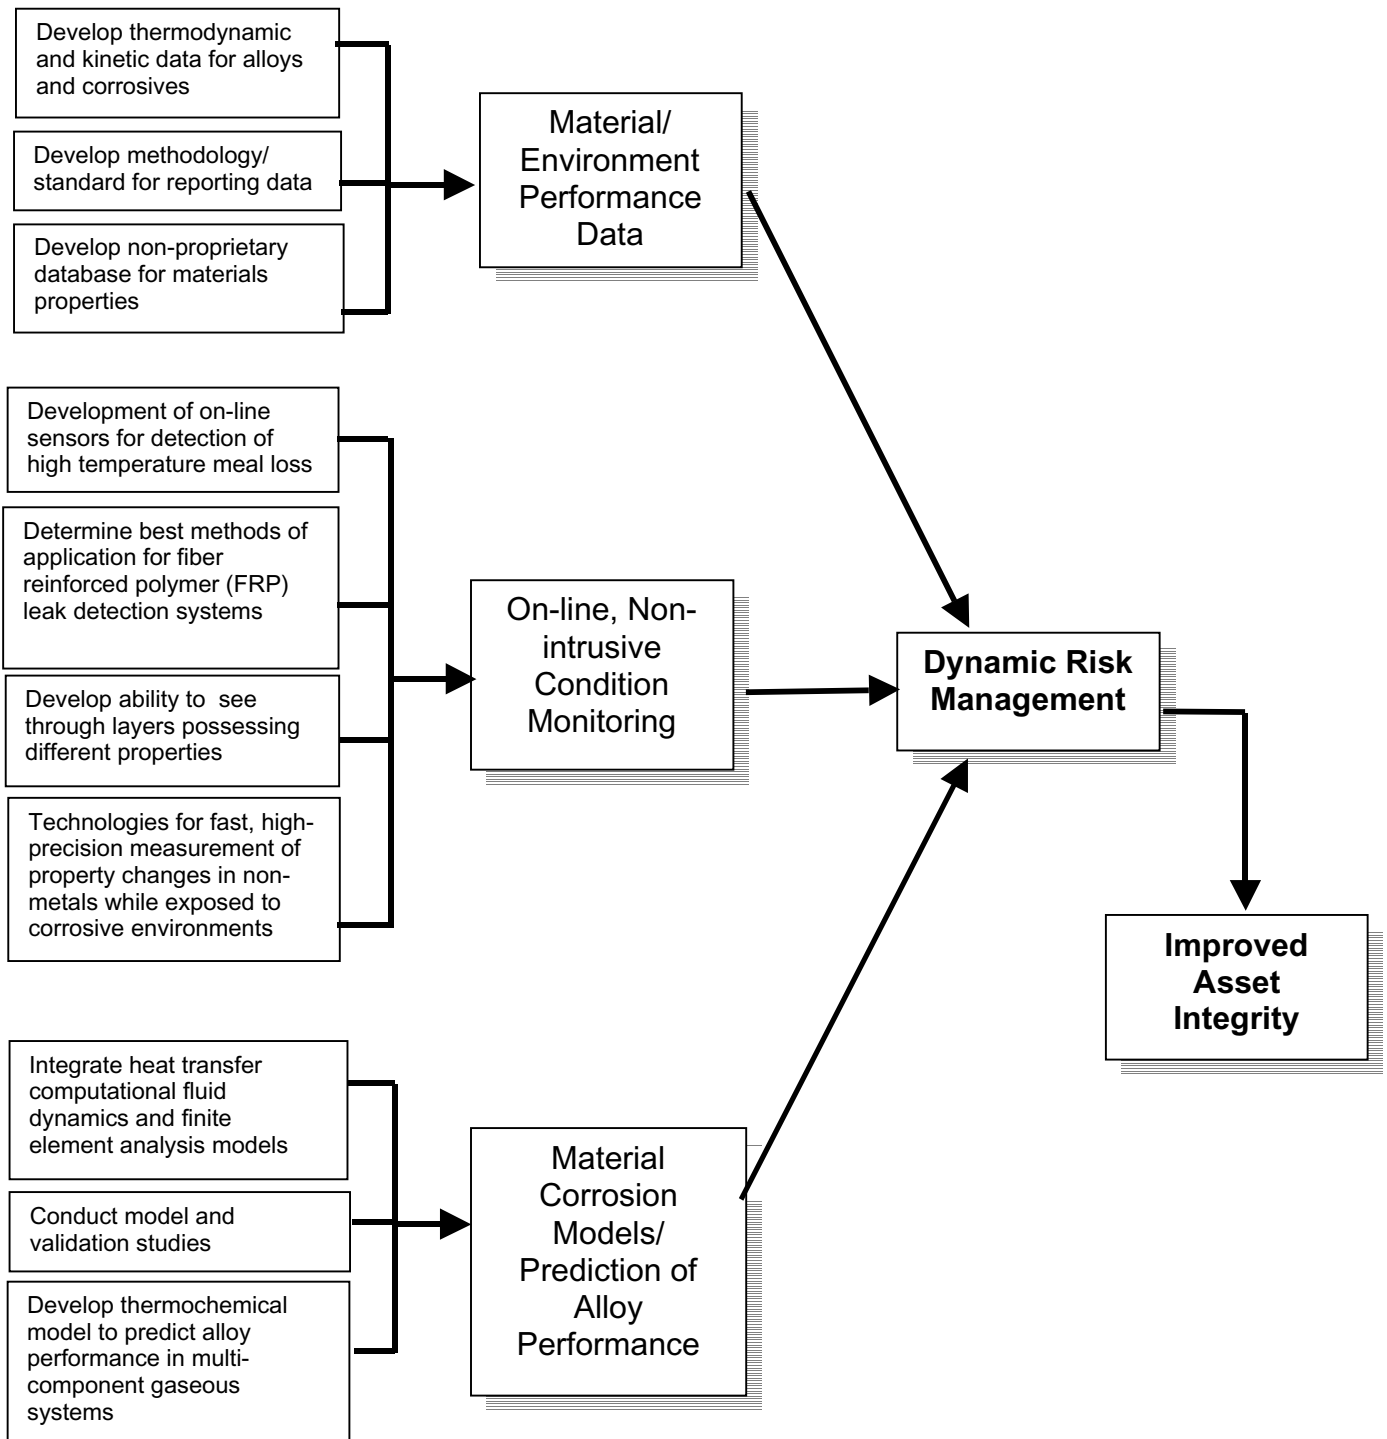 Develop thermodynamic
and kinetic data for alloys
and corrosives
Develop methodology/
standard for reporting data
Develop non-proprietary
database for materials
properties
Material/
Environment
Performance
Data
Development of on-line
sensors for detection of
high temperature meal loss
Determine best methods of
application for fiber
reinforced polymer (FRP)
leak detection systems
Develop ability to  see
through layers possessing
different properties
Technologies for fast, high-
precision measurement of
property changes in non-
metals while exposed to
corrosive environments
On-line, Non-
intrusive
Condition
Monitoring
Integrate heat transfer
computational fluid
dynamics and finite
element analysis models
Conduct model and
validation studies
Develop thermochemical
model to predict alloy
performance in multi-
component gaseous
systems
Material
Corrosion
Models/
Prediction of
Alloy
Performance
Dynamic Risk
Management
Improved
Asset
Integrity